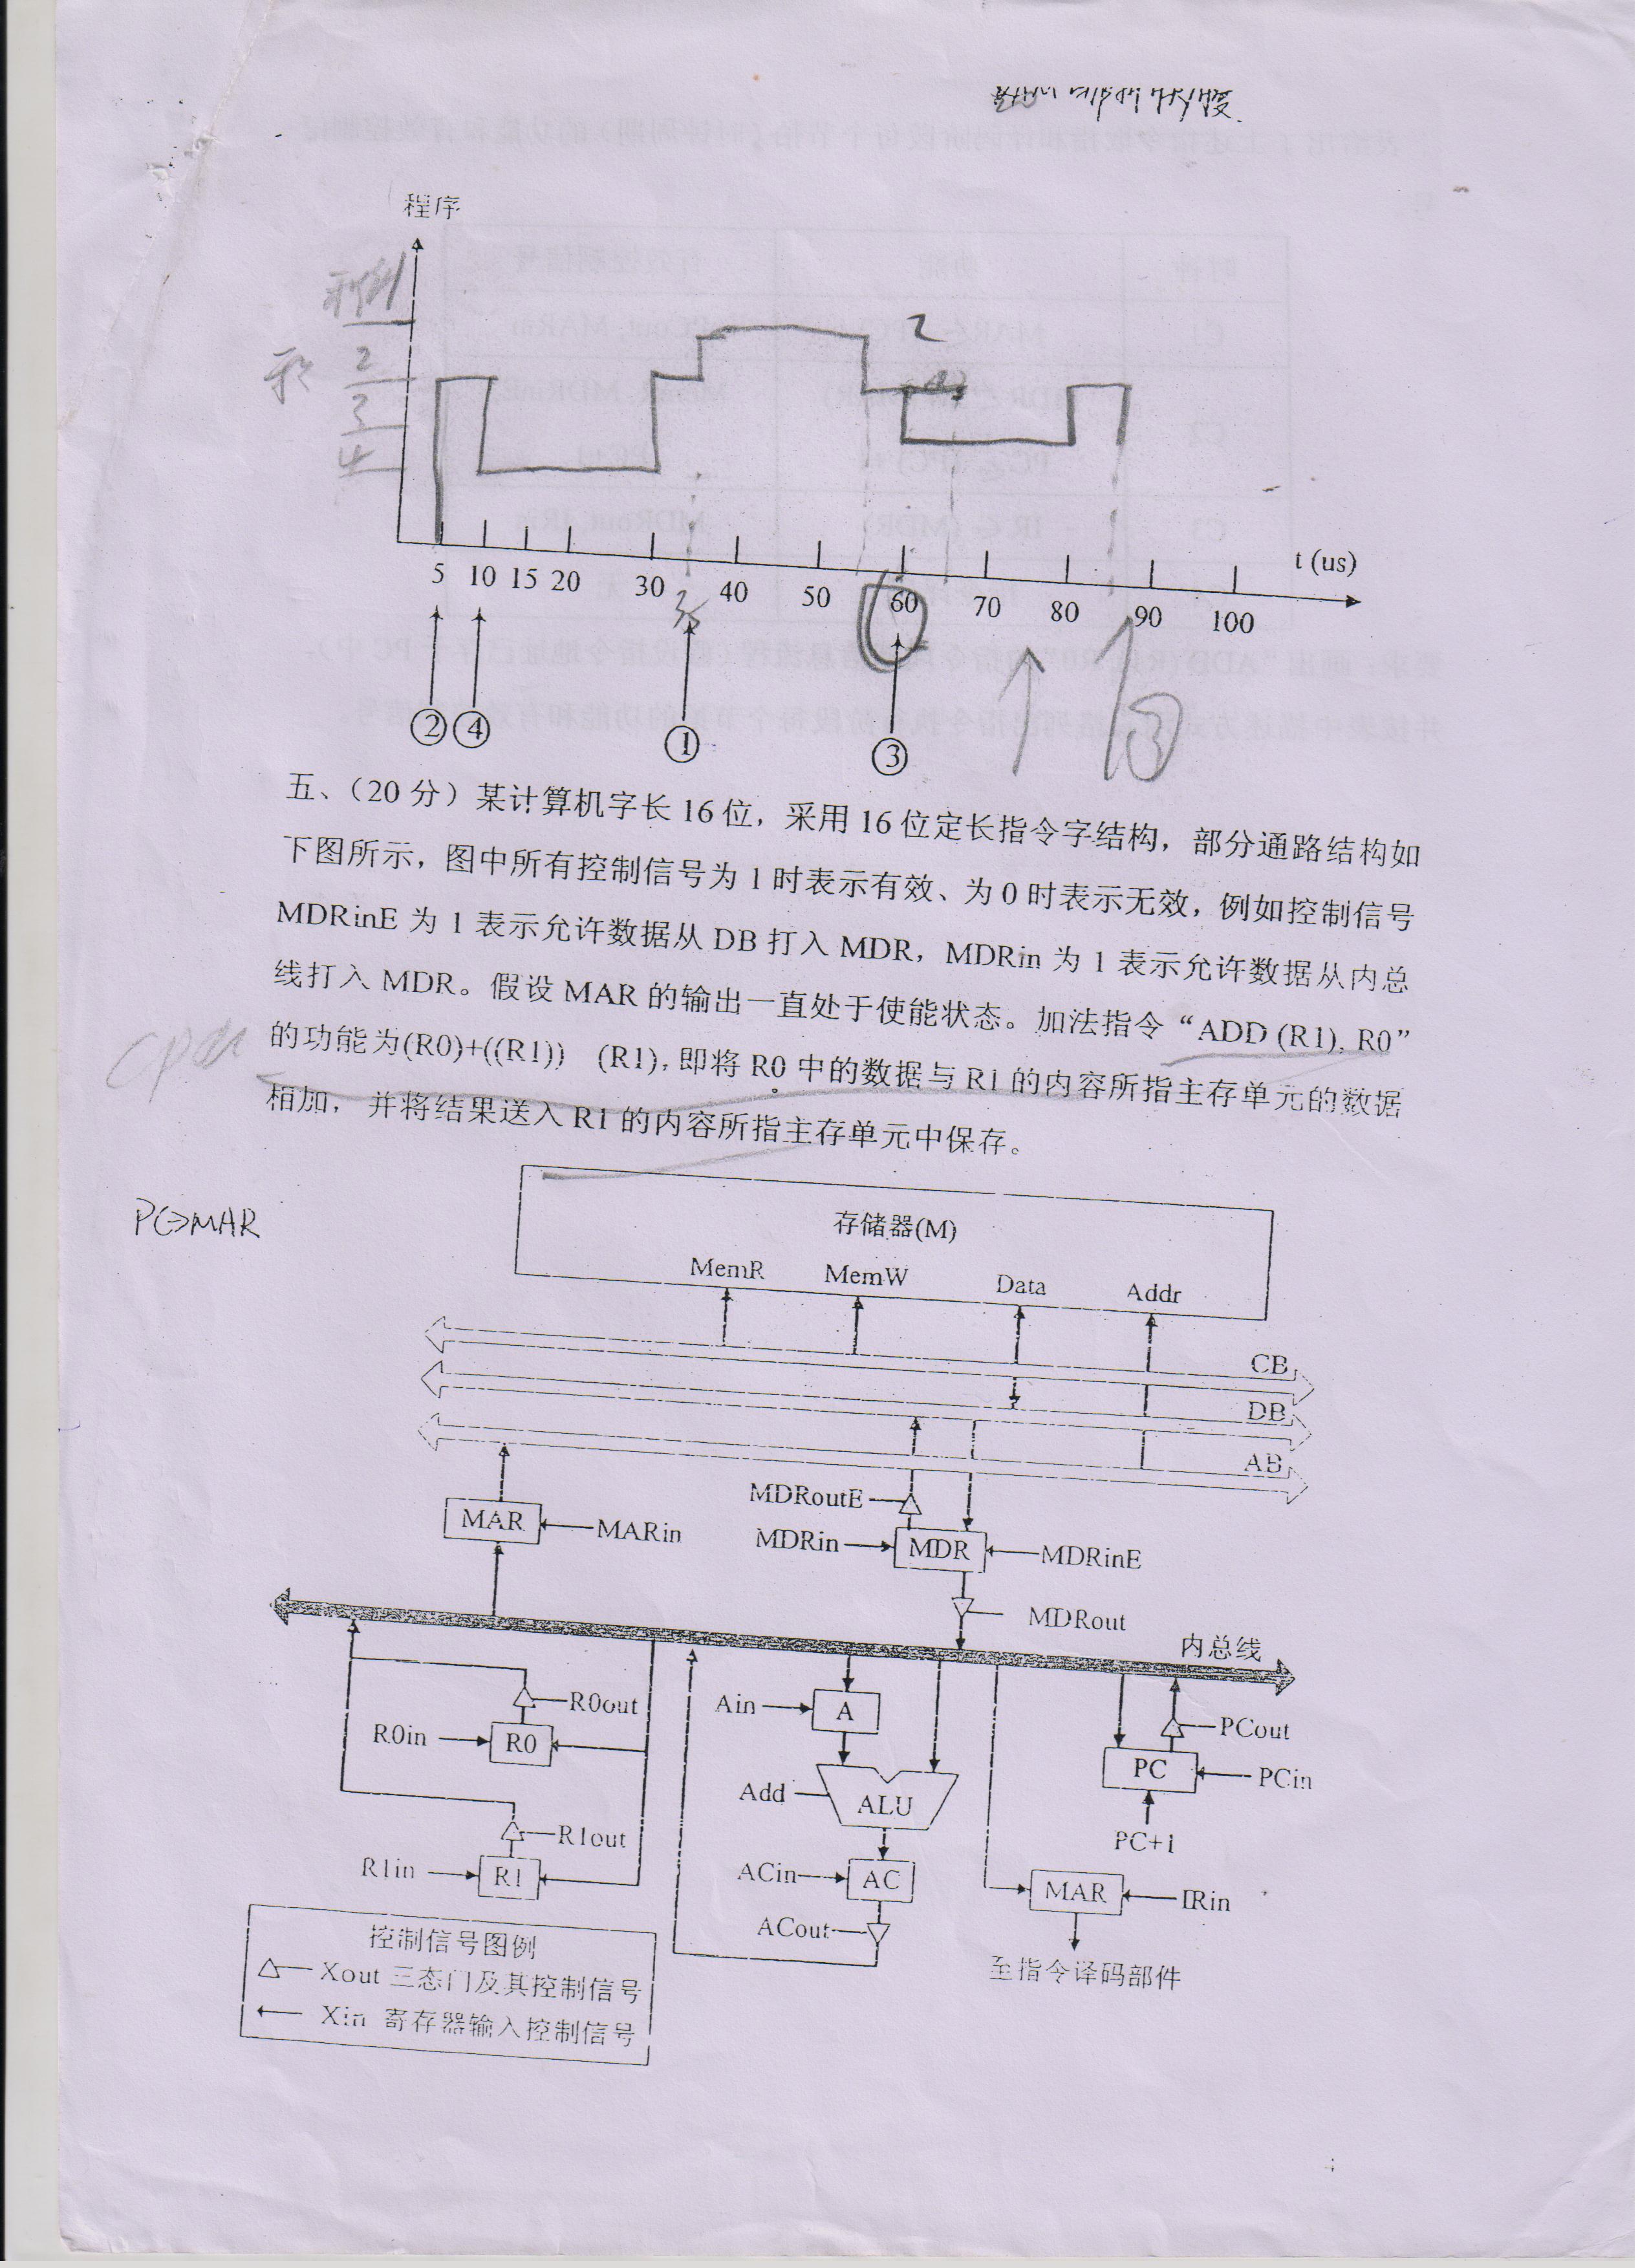 程序
2
2
3
4
5 10 15 20 30 40 50 60 70 80 90 100 t (us)
35
② ④ ① ③
五、（20 分）某计算机字长 16 位，采用 16 位定长指令字结构，部分通路结构如
下图所示，图中所有控制信号为 1 时表示有效、为 0 时表示无效，例如控制信号
MDRinE 为 1 表示允许数据从 DB 打入 MDR，MDRin 为 1 表示允许数据从内总
线打入 MDR。假设 MAR 的输出一直处于使能状态。加法指令“ADD (R1), R0”
的功能为(R0)+((R1)) (R1), 即将 R0 中的数据与 R1 的内容所指主存单元的数据
相加，并将结果送入 R1 的内容所指主存单元中保存。
CPU
PC→MAR
存储器(M)
MemR MemW Data Addr
CB
DB
AB
MDRoutE
MAR MARin MDRin MDR MDRinE
MDRout
内总线
R0out Ain A PCout
R0in R0 PC PCin
Add ALU
R1out PC+1
R1in R1 ACin AC MAR IRin
ACout
至指令译码部件
控制信号图例
Xout 三态门及其控制信号
Xin 寄存器输入控制信号